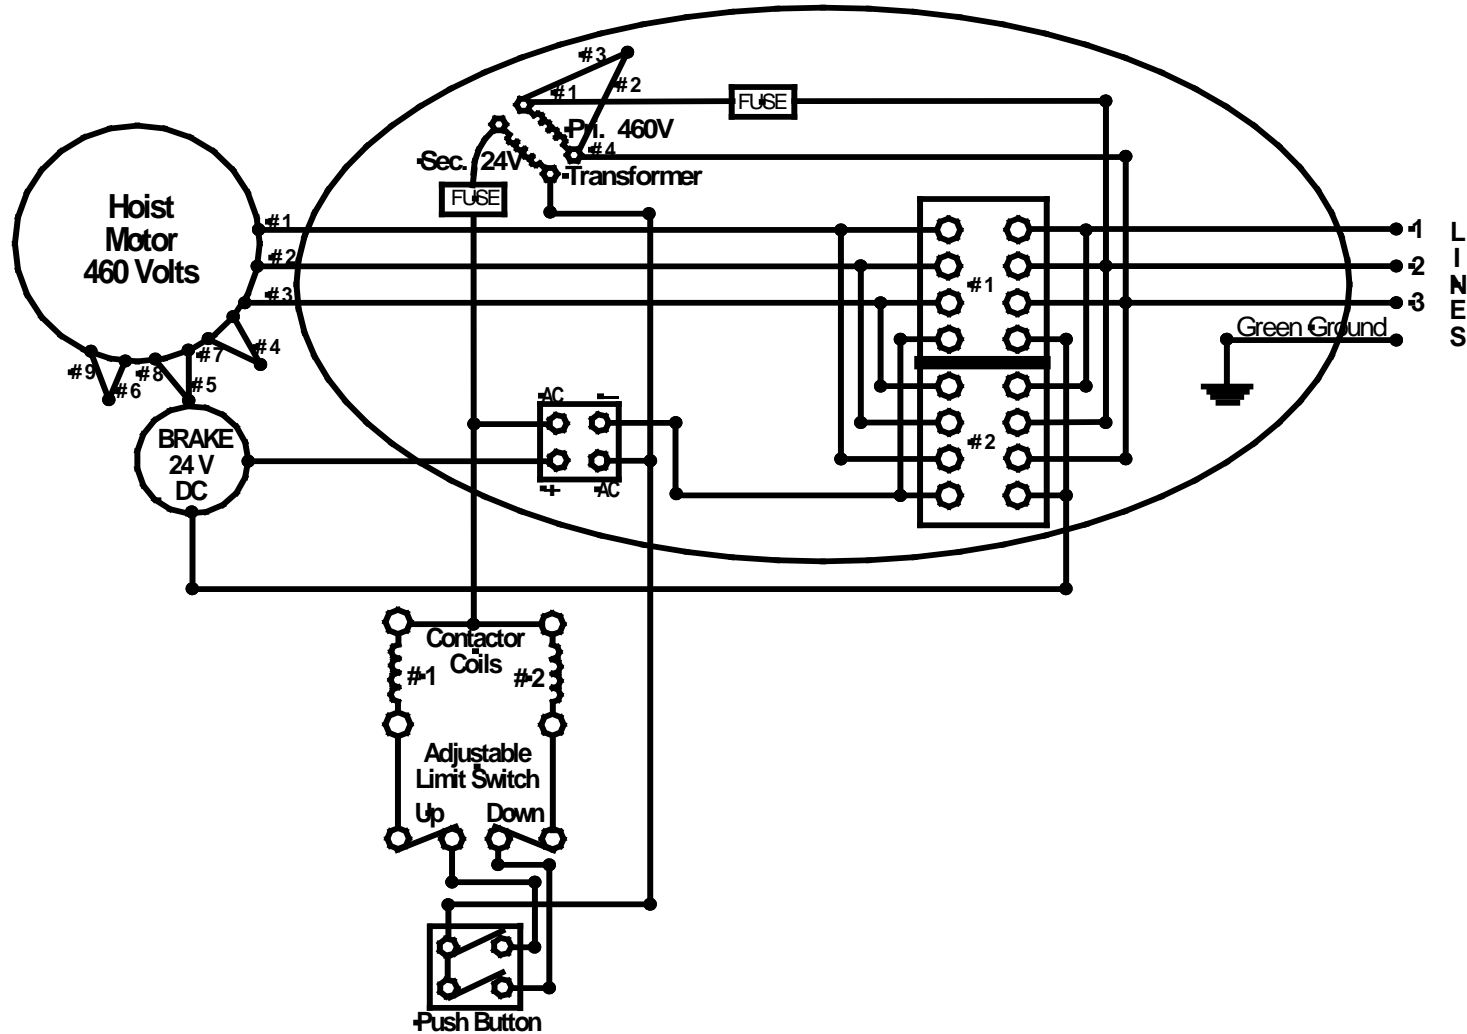 #3
#2
#1
FUSE
Pri. 460V
#4
Sec. 24V
Transformer
FUSE
Hoist
Motor
460 Volts
#1
#2
#3
#4
#7
#5
#8
#6
#9
1
2
3
LINES
Green Ground
#1
#2
BRAKE
24 V
DC
AC
-
+
AC
Contactor
Coils
#1
#2
Adjustable
Limit Switch
Up
Down
Push Button